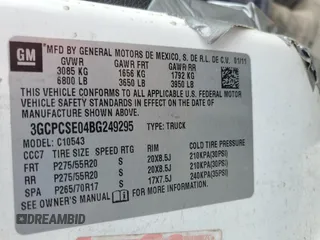 GM *MFD BY GENERAL MOTORS DE MEXICO, S. DE R.L. DE C.V. 01/11
GVWR GAWR FRT GAWR RR
3085 KG 1656 KG 1792 KG
6800 LB 3650 LB 3950 LB
THIS VEHICLE CONFORMS TO ALL APPLICABLE U.S.
FEDERAL MOTOR VEHICLE SAFETY
STANDARDS IN EFFECT ON THE DATE OF
MANUFACTURE SHOWN ABOVE.
3GCPCSE04BG249295 TYPE: TRUCK
MODEL: C10543
CCC7 TIRE SIZE SPEED RIM COLD TIRE PRESSURE
FRT P275/55R20 S 20X8.5J 210KPA(30PSI)
RR P275/55R20 S 20X8.5J 210KPA(30PSI)
SPA P265/70R17 S 17X7.5J 240KPA(35PSI)
SEE OWNER'S MANUAL FOR ADDITIONAL INFORMATION